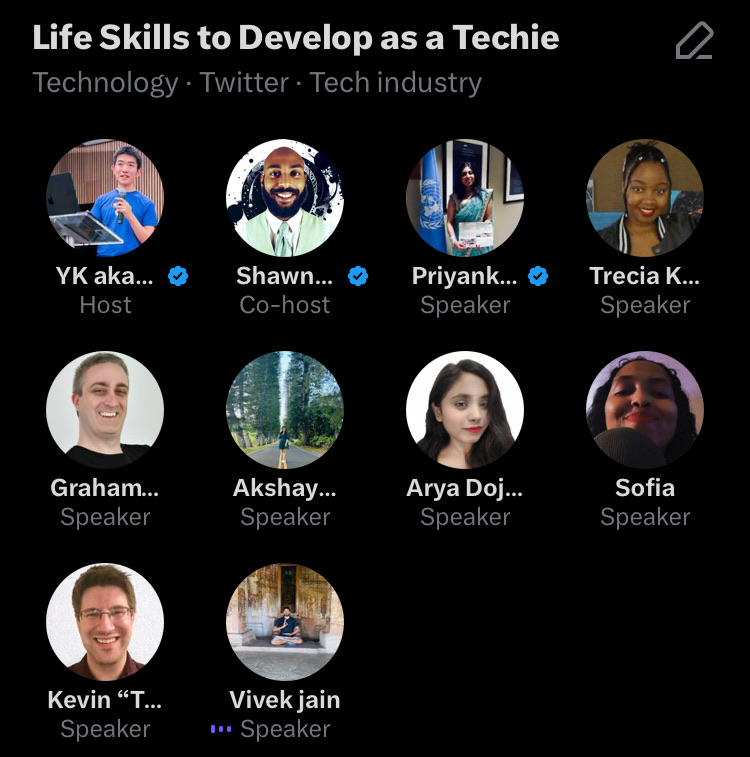 Life Skills to Develop as a Techie
Technology · Twitter · Tech industry
YK aka...
Host
Shawn...
Co-host
Priyank...
Speaker
Trecia K...
Speaker
Graham...
Speaker
Akshay...
Speaker
Arya Doj...
Speaker
Sofia
Speaker
Kevin “T...
Speaker
Vivek jain
Speaker